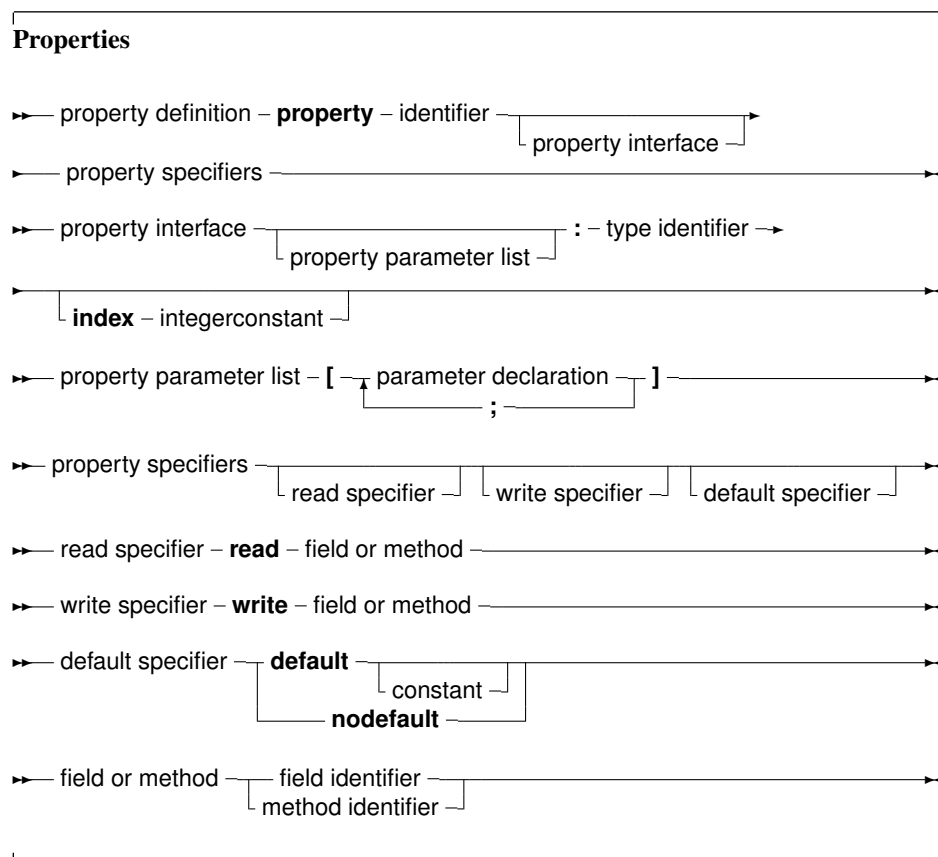 Properties
property definition – property – identifier
property interface
property specifiers
property interface : – type identifier
property parameter list
index – integerconstant
property parameter list – [ parameter declaration ]
;
property specifiers
read specifier write specifier default specifier
read specifier – read – field or method
write specifier – write – field or method
default specifier default
constant
nodefault
field or method field identifier
method identifier